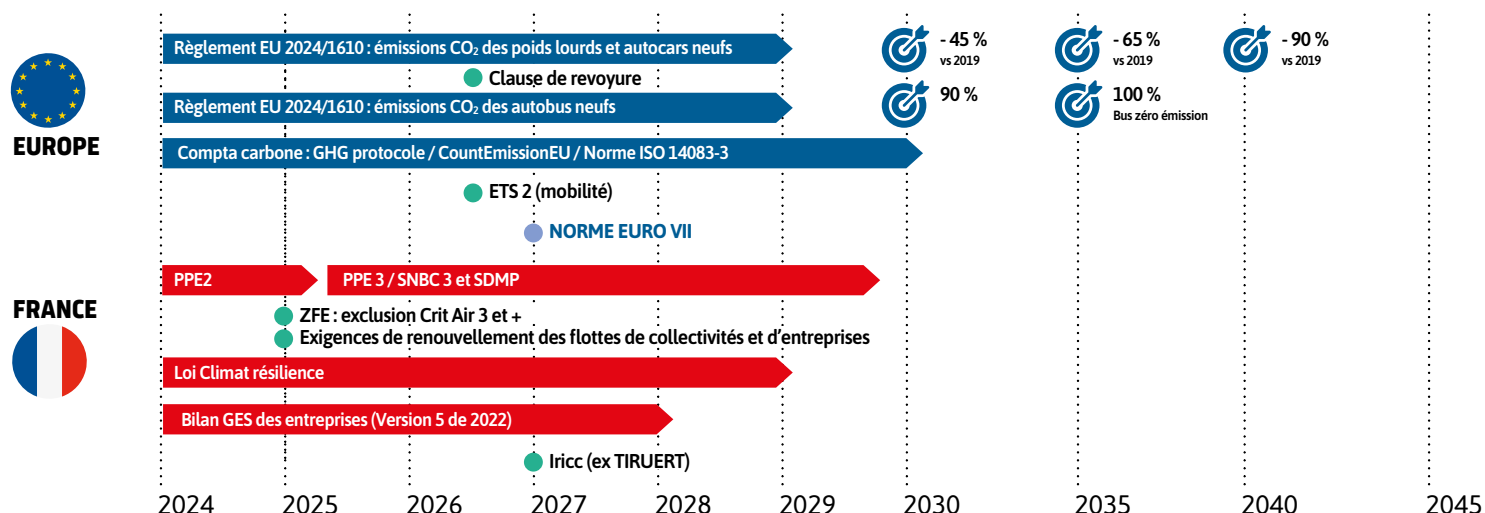 Règlement EU 2024/1610 : émissions CO₂ des poids lourds et autocars neufs
- 45 %
vs 2019
- 65 %
vs 2019
- 90 %
vs 2019
Clause de revoyure
Règlement EU 2024/1610 : émissions CO₂ des autobus neufs
90 %
100 %
Bus zéro émission
EUROPE
Compta carbone : GHG protocole / CountEmissionEU / Norme ISO 14083-3
ETS 2 (mobilité)
NORME EURO VII
PPE2
PPE 3 / SNBC 3 et SDMP
FRANCE
ZFE : exclusion Crit Air 3 et +
Exigences de renouvellement des flottes de collectivités et d'entreprises
Loi Climat résilience
Bilan GES des entreprises (Version 5 de 2022)
Iricc (ex TIRUERT)
2024 2025 2026 2027 2028 2029 2030 2035 2040 2045